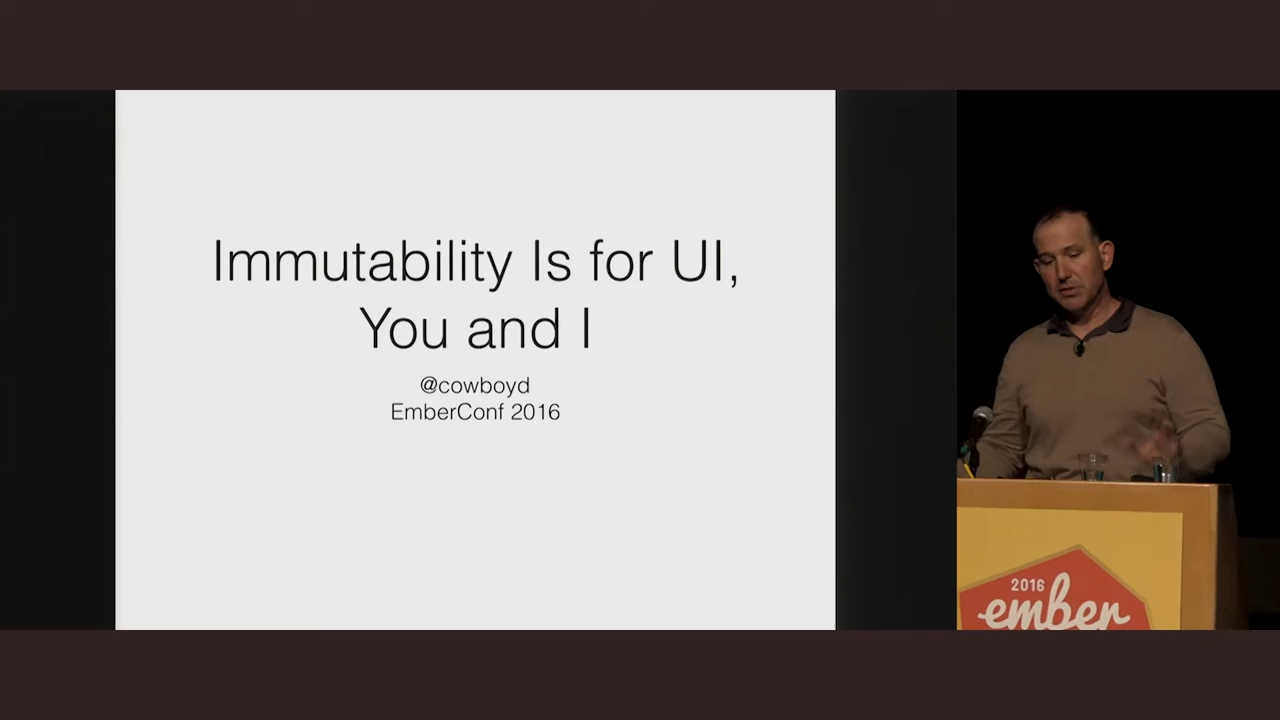 Immutability Is for UI,
You and I
@cowboyd
EmberConf 2016
2016
ember